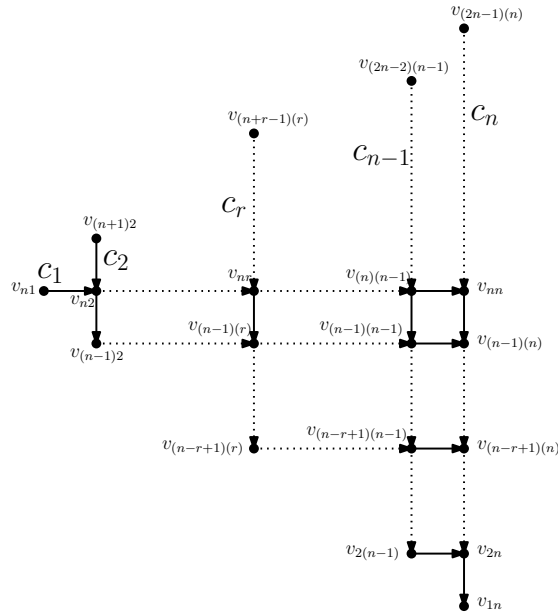 v_{(2n-1)(n)}
v_{(2n-2)(n-1)}
v_{(n+r-1)(r)}
c_n
c_{n-1}
c_r
v_{(n+1)2}
c_1 c_2
v_{n1} v_{n2} v_{nr} v_{(n)(n-1)} v_{nn}
v_{(n-1)2} v_{(n-1)(r)} v_{(n-1)(n-1)} v_{(n-1)(n)}
v_{(n-r+1)(r)} v_{(n-r+1)(n-1)} v_{(n-r+1)(n)}
v_{2(n-1)} v_{2n}
v_{1n}